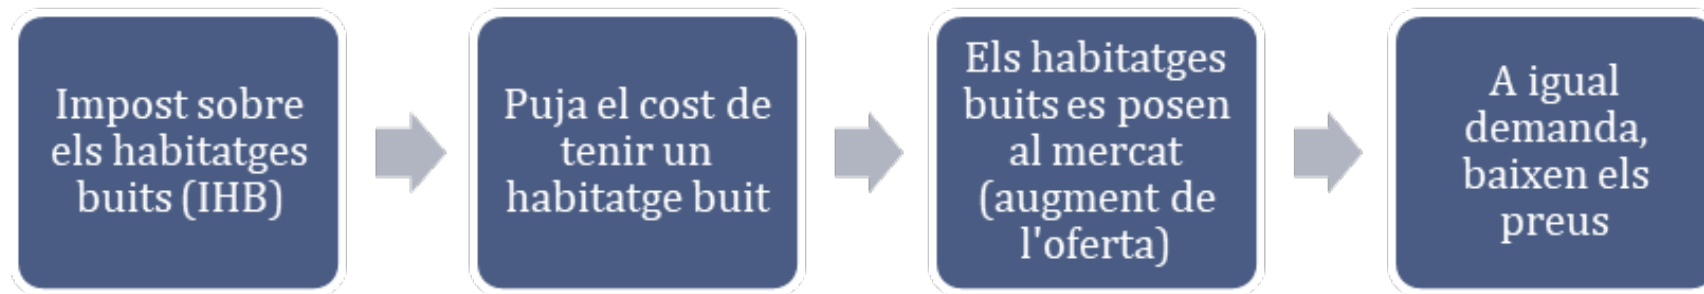 Impost sobre
els habitatges
buits (IHB)
Puja el cost de
tenir un
habitatge buit
Els habitatges
buits es posen
al mercat
(augment de
l'oferta)
A igual
demanda,
baixen els
preus